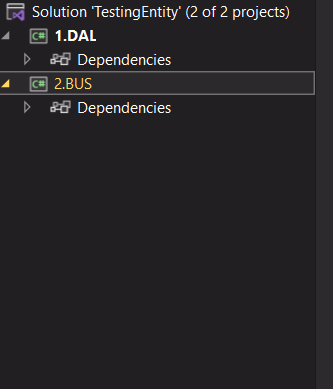 Solution 'TestingEntity' (2 of 2 projects)
C# 1.DAL
Dependencies
C# 2.BUS
Dependencies